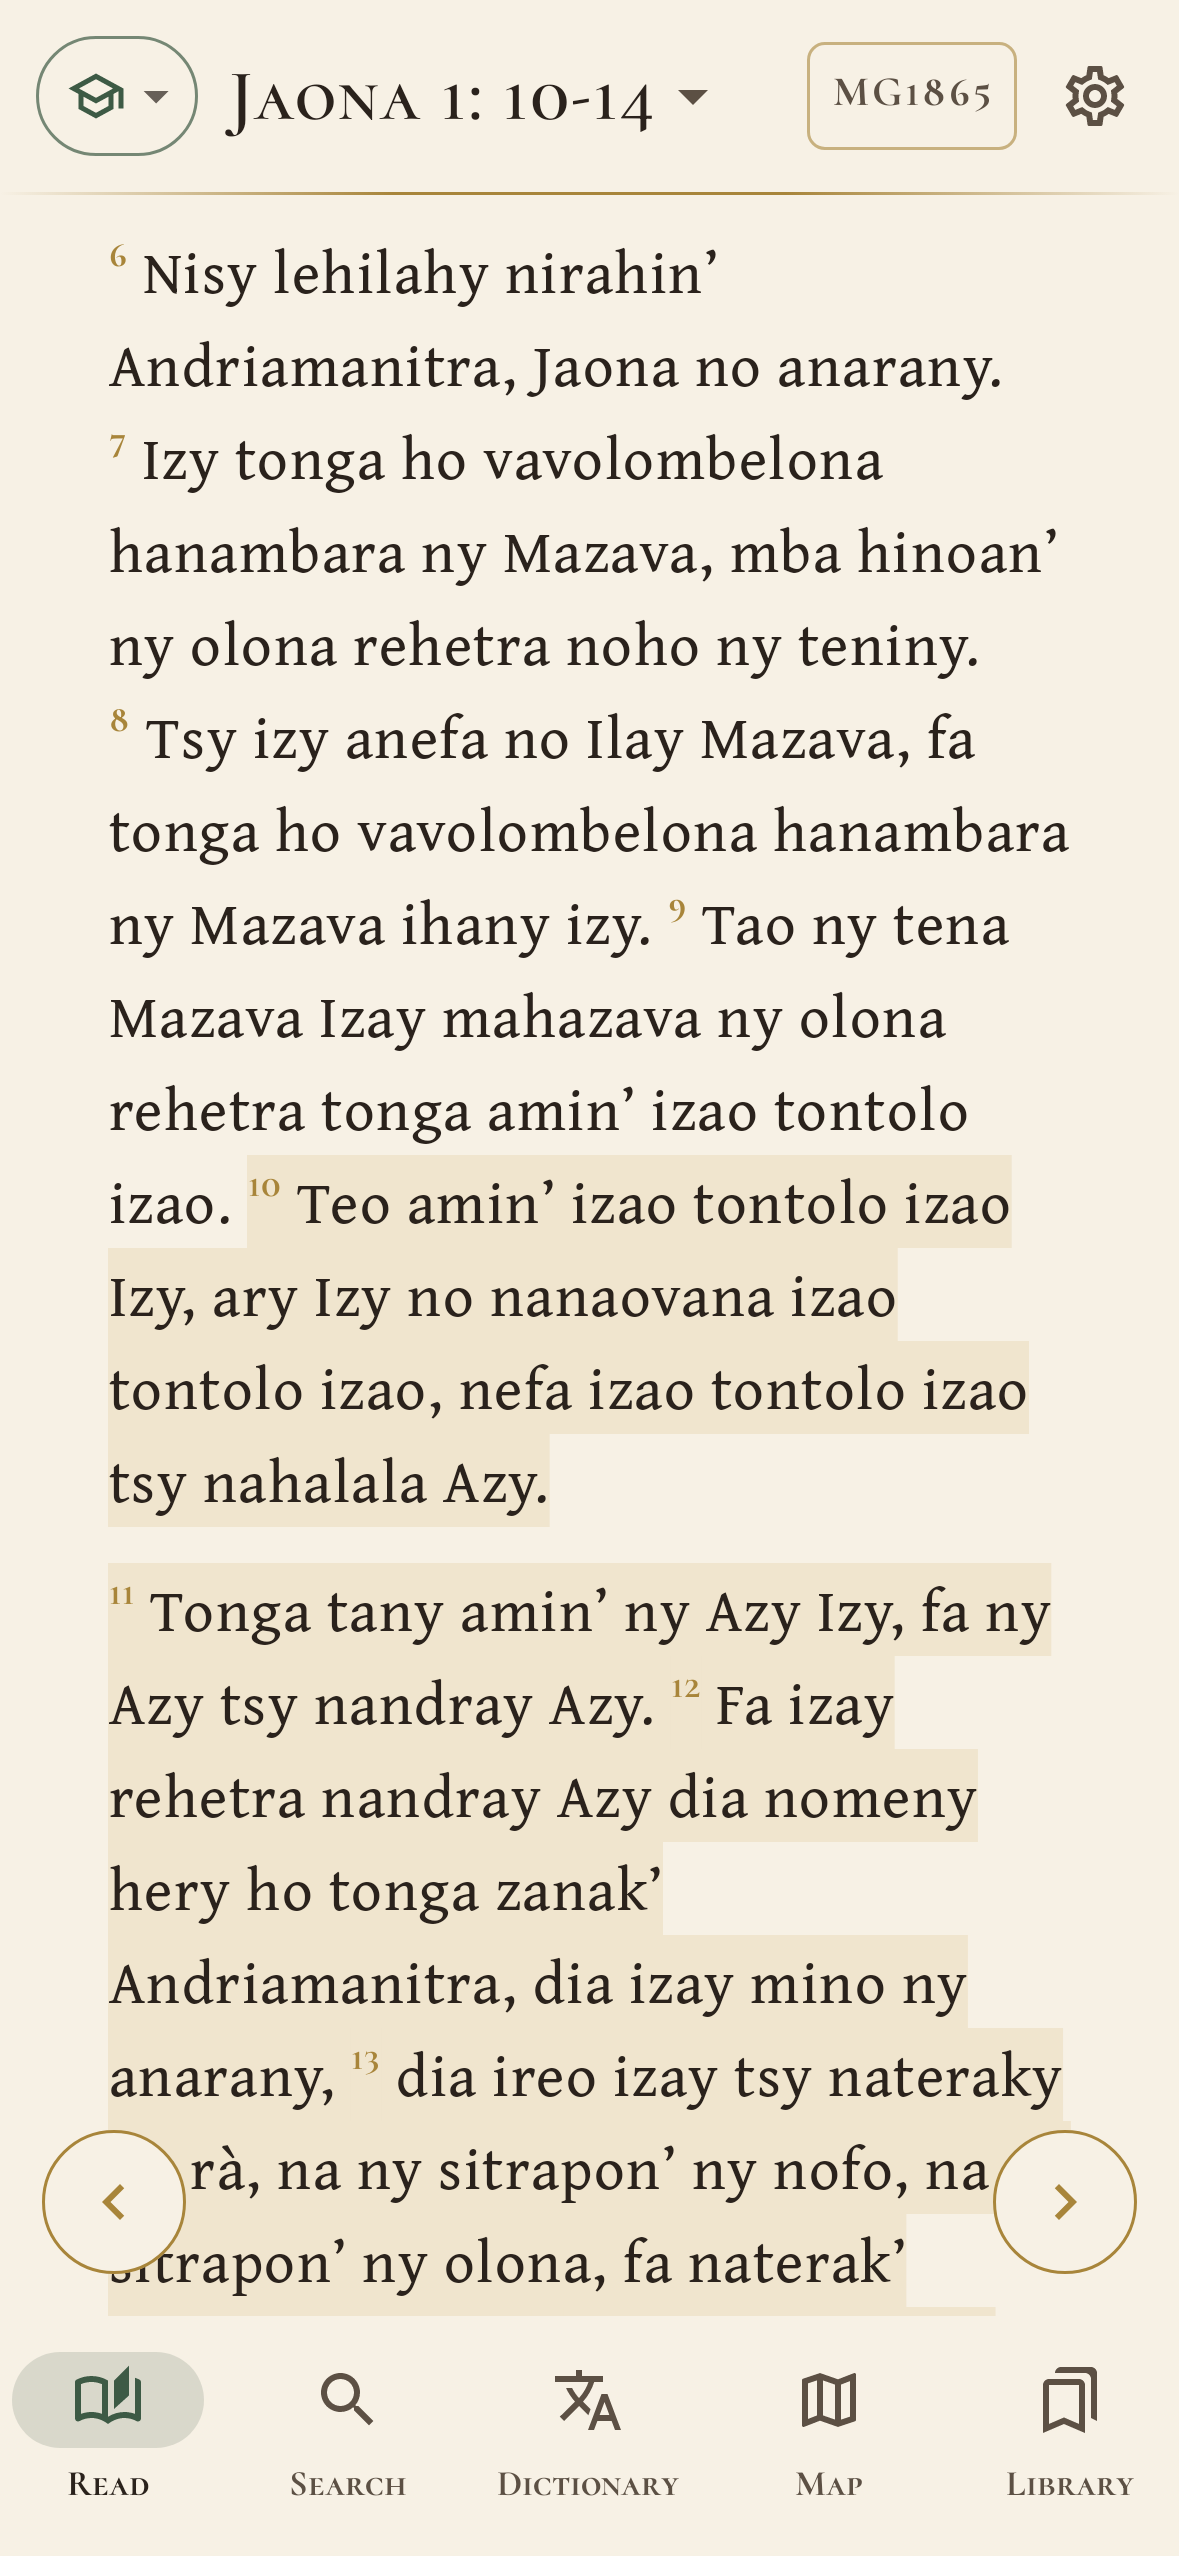 Jaona 1: 10-14
MG1865
6 Nisy lehilahy nirahin’
Andriamanitra, Jaona no anarany.
7 Izy tonga ho vavolombelona
hanambara ny Mazava, mba hinoan’
ny olona rehetra noho ny teniny.
8 Tsy izy anefa no Ilay Mazava, fa
tonga ho vavolombelona hanambara
ny Mazava ihany izy. 9 Tao ny tena
Mazava Izay mahazava ny olona
rehetra tonga amin’ izao tontolo
izao. 10 Teo amin’ izao tontolo izao
Izy, ary Izy no nanaovana izao
tontolo izao, nefa izao tontolo izao
tsy nahalala Azy.
11 Tonga tany amin’ ny Azy Izy, fa ny
Azy tsy nandray Azy. 12 Fa izay
rehetra nandray Azy dia nomeny
hery ho tonga zanak’
Andriamanitra, dia izay mino ny
anarany, 13 dia ireo izay tsy nateraky
rà, na ny sitrapon’ ny nofo, na
sitrapon’ ny olona, fa naterak’
Read
Search
Dictionary
Map
Library